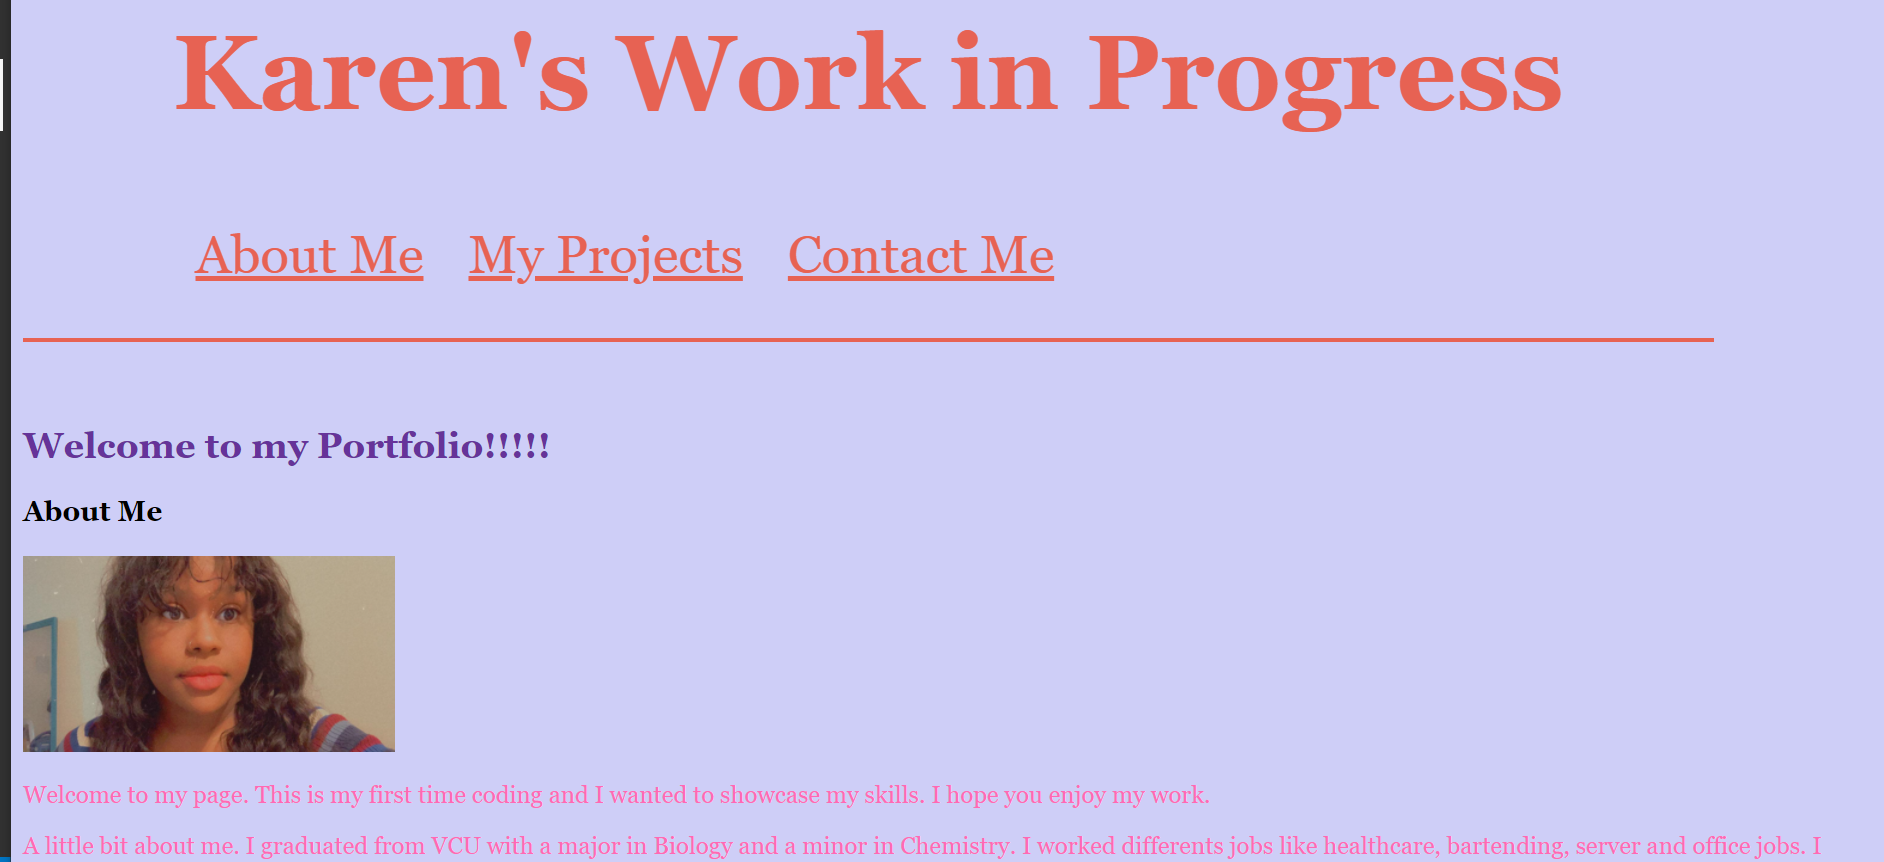 Karen's Work in Progress
About Me My Projects Contact Me
Welcome to my Portfolio!!!!!
About Me
Welcome to my page. This is my first time coding and I wanted to showcase my skills. I hope you enjoy my work.
A little bit about me. I graduated from VCU with a major in Biology and a minor in Chemistry. I worked differents jobs like healthcare, bartending, server and office jobs. I